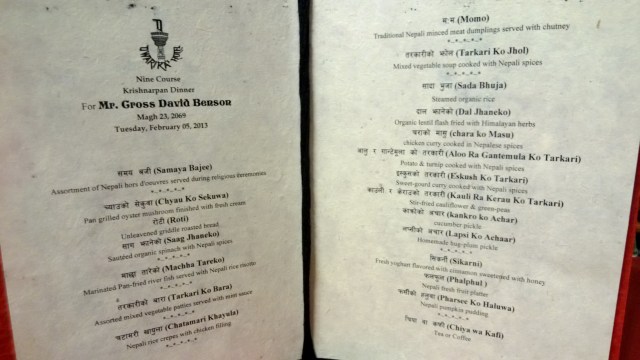 DWARIKA'S HOTEL
Nine Course
Krishnarpan Dinner
For Mr. Gross David Benson
Magh 23, 2069
Tuesday, February 05, 2013
समय बजी (Samaya Bajee)
Assortment of Nepali hors d'oeuvres served during religious ceremonies
*.*.*.*.*
च्याउको सेकुवा (Chyau Ko Sekawa)
Pan grilled oyster mushroom finished with fresh cream
रोटी (Roti)
Unleavened griddle roasted bread
साग झानेको (Saag Jhaneko)
Sautéed organic spinach with Nepali spices
*.*.*.*.*
माछा तारेको (Machha Tareko)
Marinated Pan-fried river fish served with Nepali rice risotto
*.*.*.*.*
तरकारीको बारा (Tarkari Ko Bara)
Assorted mixed vegetable patties served with mint sauce
*.*.*.*.*
चटामरी खायुला (Chatamari Khayula)
Nepali rice crepes with chicken filling
*.*.*.*.*
म:म (Momo)
Traditional Nepali minced meat dumplings served with chutney
*.*.*.*.*
तरकारीको झोल (Tarkari Ko Jhol)
Mixed vegetable soup cooked with Nepali spices
*.*.*.*.*
सादा भुजा (Sada Bhuja)
Steamed organic rice
दाल झानेको (Dal Jhaneko)
Organic lentil flash fried with Himalayan herbs
चराको मासु (chara ko Masu)
chicken curry cooked in Nepalese spices
आलु र गान्टेमुला को तरकारी (Aloo Ra Gantemula Ko Tarkari)
Potato & turnip cooked with Nepali spices
इस्कुसको तरकारी (Eskush Ko Tarkari)
Sweet-gourd curry smoked with Nepali spices
काउली र केराउको तरकारी (Kauli Ra Kerau Ko Tarkari)
Stir-fried cauliflower & green-peas
काक्रोको अचार (kankro ko Achar)
cucumber pickle
लप्सीको अचार (Lapsi Ko Achaar)
Homemade hog-plum pickle
*.*.*.*.*
सिकर्नी (Sikarni)
Fresh yoghurt flavored with cinnamon sweetened with honey
फलफुल (Phalphul)
Nepali fresh fruit platter
फर्सीको हलुवा (Pharsee Ko Haluwa)
Nepali pumpkin pudding
*.*.*.*.*
चिया वा कफी (Chiya wa Kafi)
Tea or Coffee